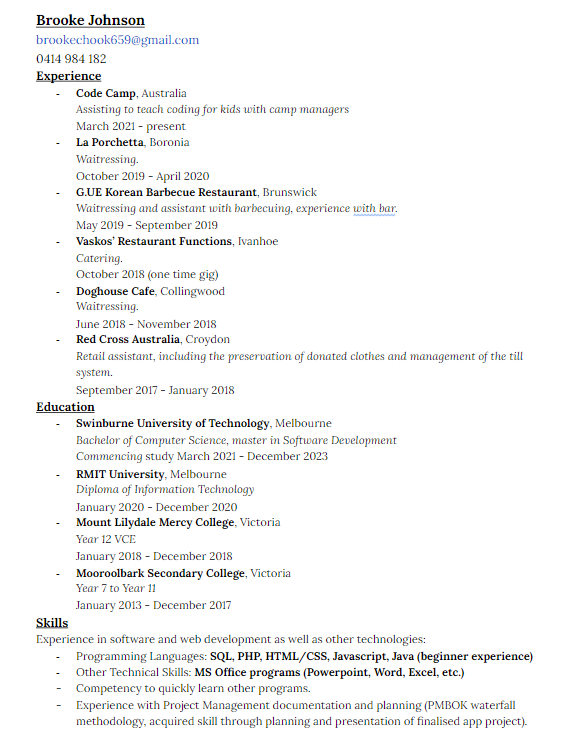 Brooke Johnson
brookechook659@gmail.com
0414 984 182
Experience
- Code Camp, Australia
Assisting to teach coding for kids with camp managers
March 2021 - present
- La Porchetta, Boronia
Waitressing.
October 2019 - April 2020
- G.UE Korean Barbecue Restaurant, Brunswick
Waitressing and assistant with barbecuing, experience with bar.
May 2019 - September 2019
- Vaskos' Restaurant Functions, Ivanhoe
Catering.
October 2018 (one time gig)
- Doghouse Cafe, Collingwood
Waitressing.
June 2018 - November 2018
- Red Cross Australia, Croydon
Retail assistant, including the preservation of donated clothes and management of the till
system.
September 2017 - January 2018
Education
- Swinburne University of Technology, Melbourne
Bachelor of Computer Science, master in Software Development
Commencing study March 2021 - December 2023
- RMIT University, Melbourne
Diploma of Information Technology
January 2020 - December 2020
- Mount Lilydale Mercy College, Victoria
Year 12 VCE
January 2018 - December 2018
- Mooroolbark Secondary College, Victoria
Year 7 to Year 11
January 2013 - December 2017
Skills
Experience in software and web development as well as other technologies:
- Programming Languages: SQL, PHP, HTML/CSS, Javascript, Java (beginner experience)
- Other Technical Skills: MS Office programs (Powerpoint, Word, Excel, etc.)
- Competency to quickly learn other programs.
- Experience with Project Management documentation and planning (PMBOK waterfall
methodology, acquired skill through planning and presentation of finalised app project).